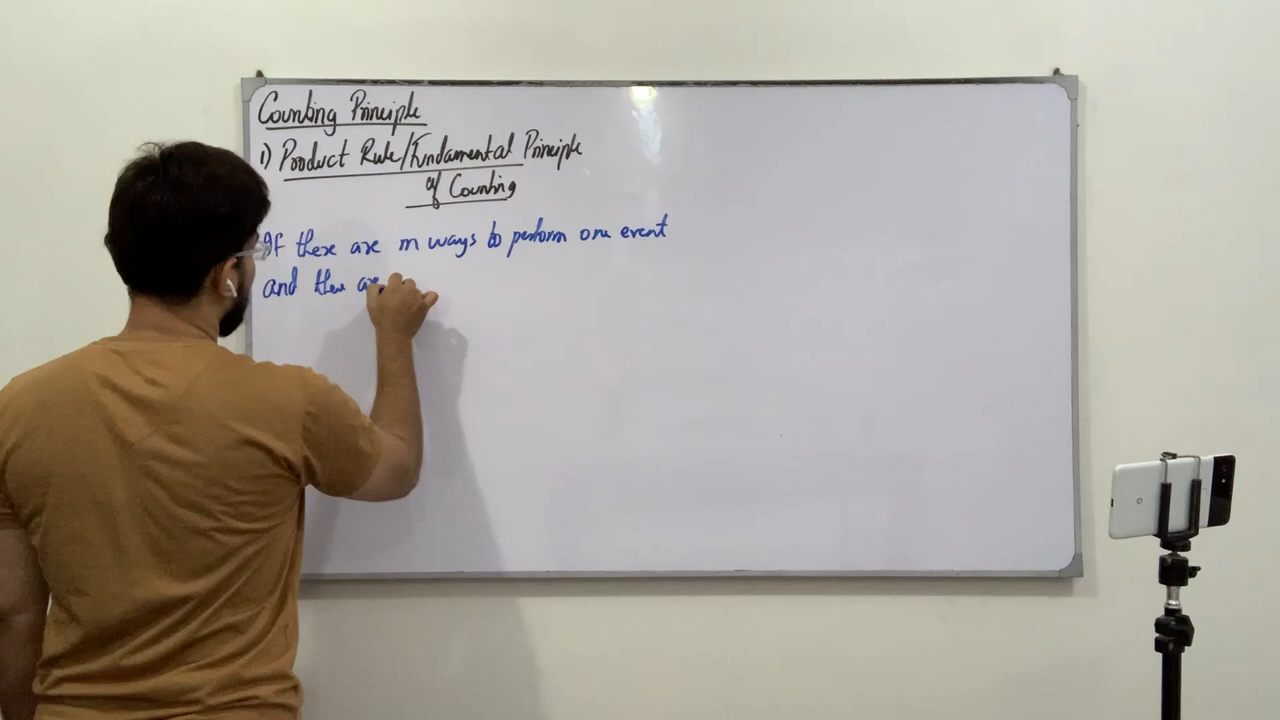 Counting Principle
1) Product Rule/Fundamental Principle
of Counting
If there are m ways to perform one event
and there are